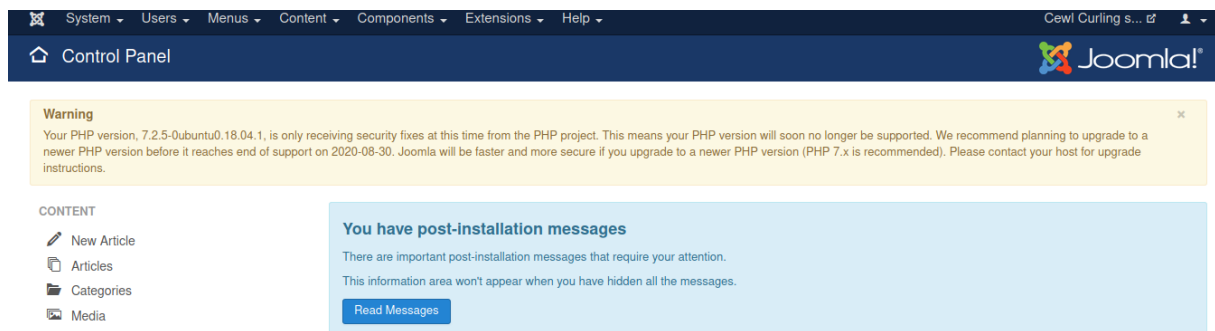 System Users Menus Content Components Extensions Help Cewl Curling s...
Control Panel Joomla!®
Warning
Your PHP version, 7.2.5-0ubuntu0.18.04.1, is only receiving security fixes at this time from the PHP project. This means your PHP version will soon no longer be supported. We recommend planning to upgrade to a
newer PHP version before it reaches end of support on 2020-08-30. Joomla will be faster and more secure if you upgrade to a newer PHP version (PHP 7.x is recommended). Please contact your host for upgrade
instructions.
CONTENT
New Article
Articles
Categories
Media
You have post-installation messages
There are important post-installation messages that require your attention.
This information area won't appear when you have hidden all the messages.
Read Messages